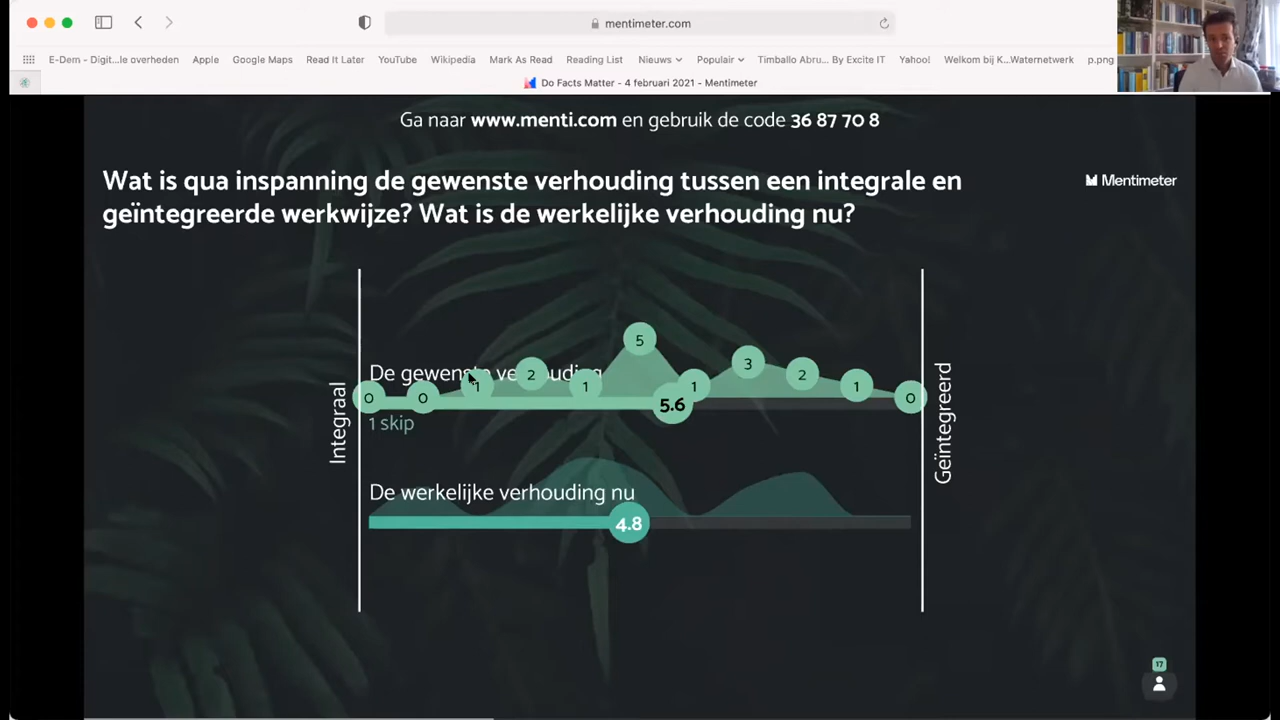 mentimeter.com
E-Dem - Digit...le overheden Apple Google Maps Read It Later YouTube Wikipedia Mark As Read Reading List Nieuws Populair Timballo Abru... By Excite IT Yahoo! Welkom bij K...Waternetwerk p.png
Do Facts Matter - 4 februari 2021 - Mentimeter
Ga naar www.menti.com en gebruik de code 36 87 70 8
Wat is qua inspanning de gewenste verhouding tussen een integrale en
geïntegreerde werkwijze? Wat is de werkelijke verhouding nu?
Mentimeter
Integraal
De gewenste verhouding
0 0 1 2 1 5 1 3 2 1 0
5.6
1 skip
De werkelijke verhouding nu
4.8
Geïntegreerd
17